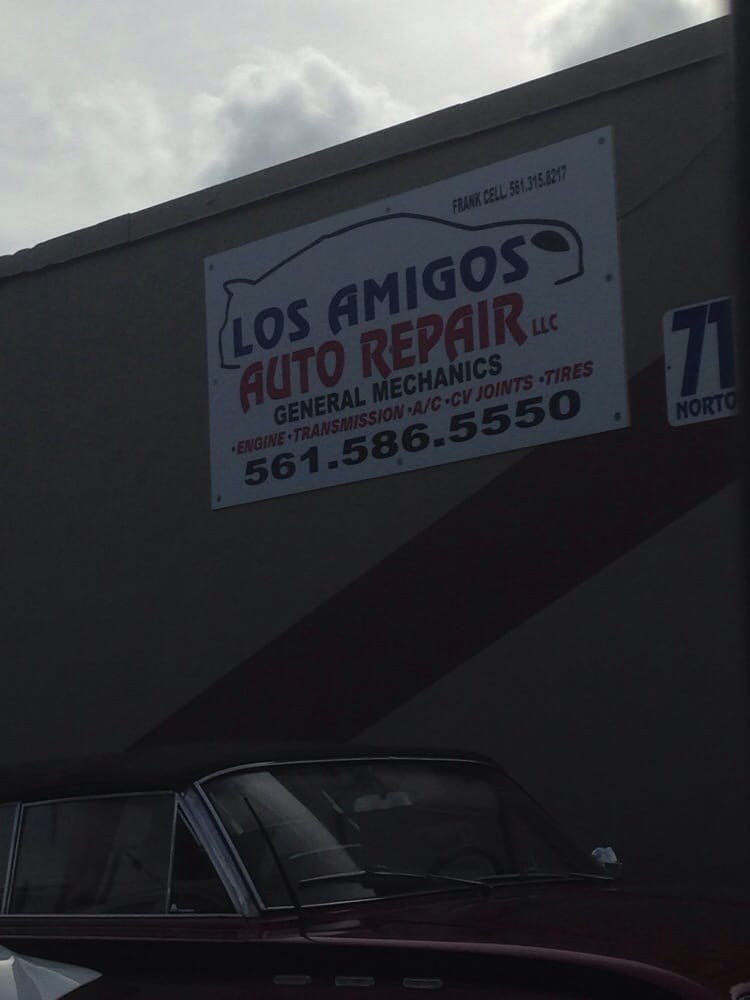 FRANK CELL: 561.315.8217
LOS AMIGOS
AUTO REPAIR LLC
GENERAL MECHANICS
•ENGINE •TRANSMISSION •A/C •CV JOINTS •TIRES
561.586.5550
71
NORTO